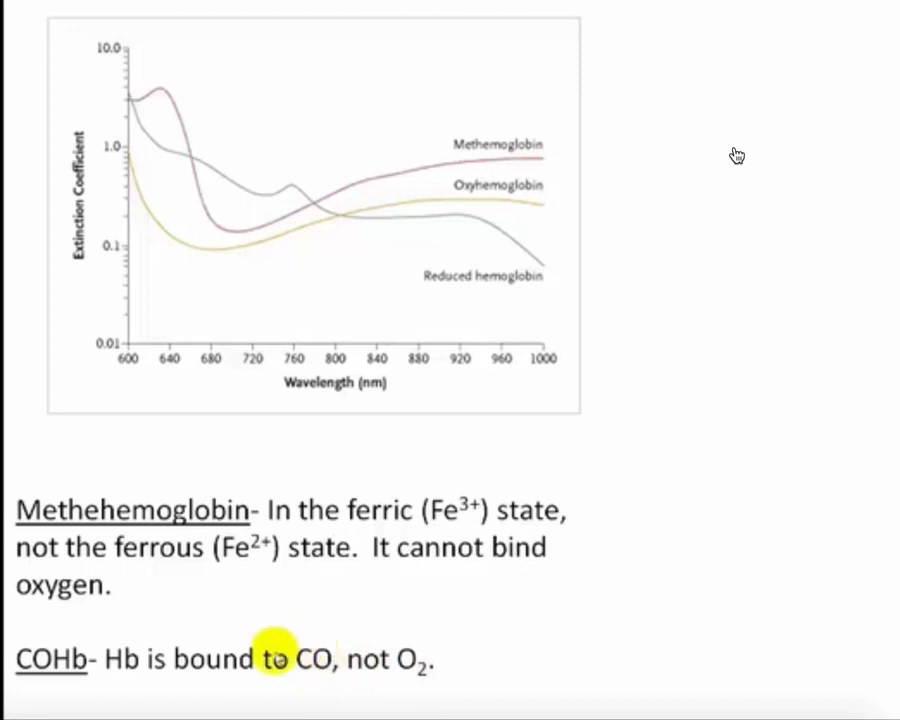 10.0
Extinction Coefficient
1.0
0.1
0.01
Methemoglobin
Oxyhemoglobin
Reduced hemoglobin
600 640 680 720 760 800 840 880 920 960 1000
Wavelength (nm)
Methehemoglobin- In the ferric (Fe³⁺) state,
not the ferrous (Fe²⁺) state. It cannot bind
oxygen.
COHb- Hb is bound to CO, not O₂.